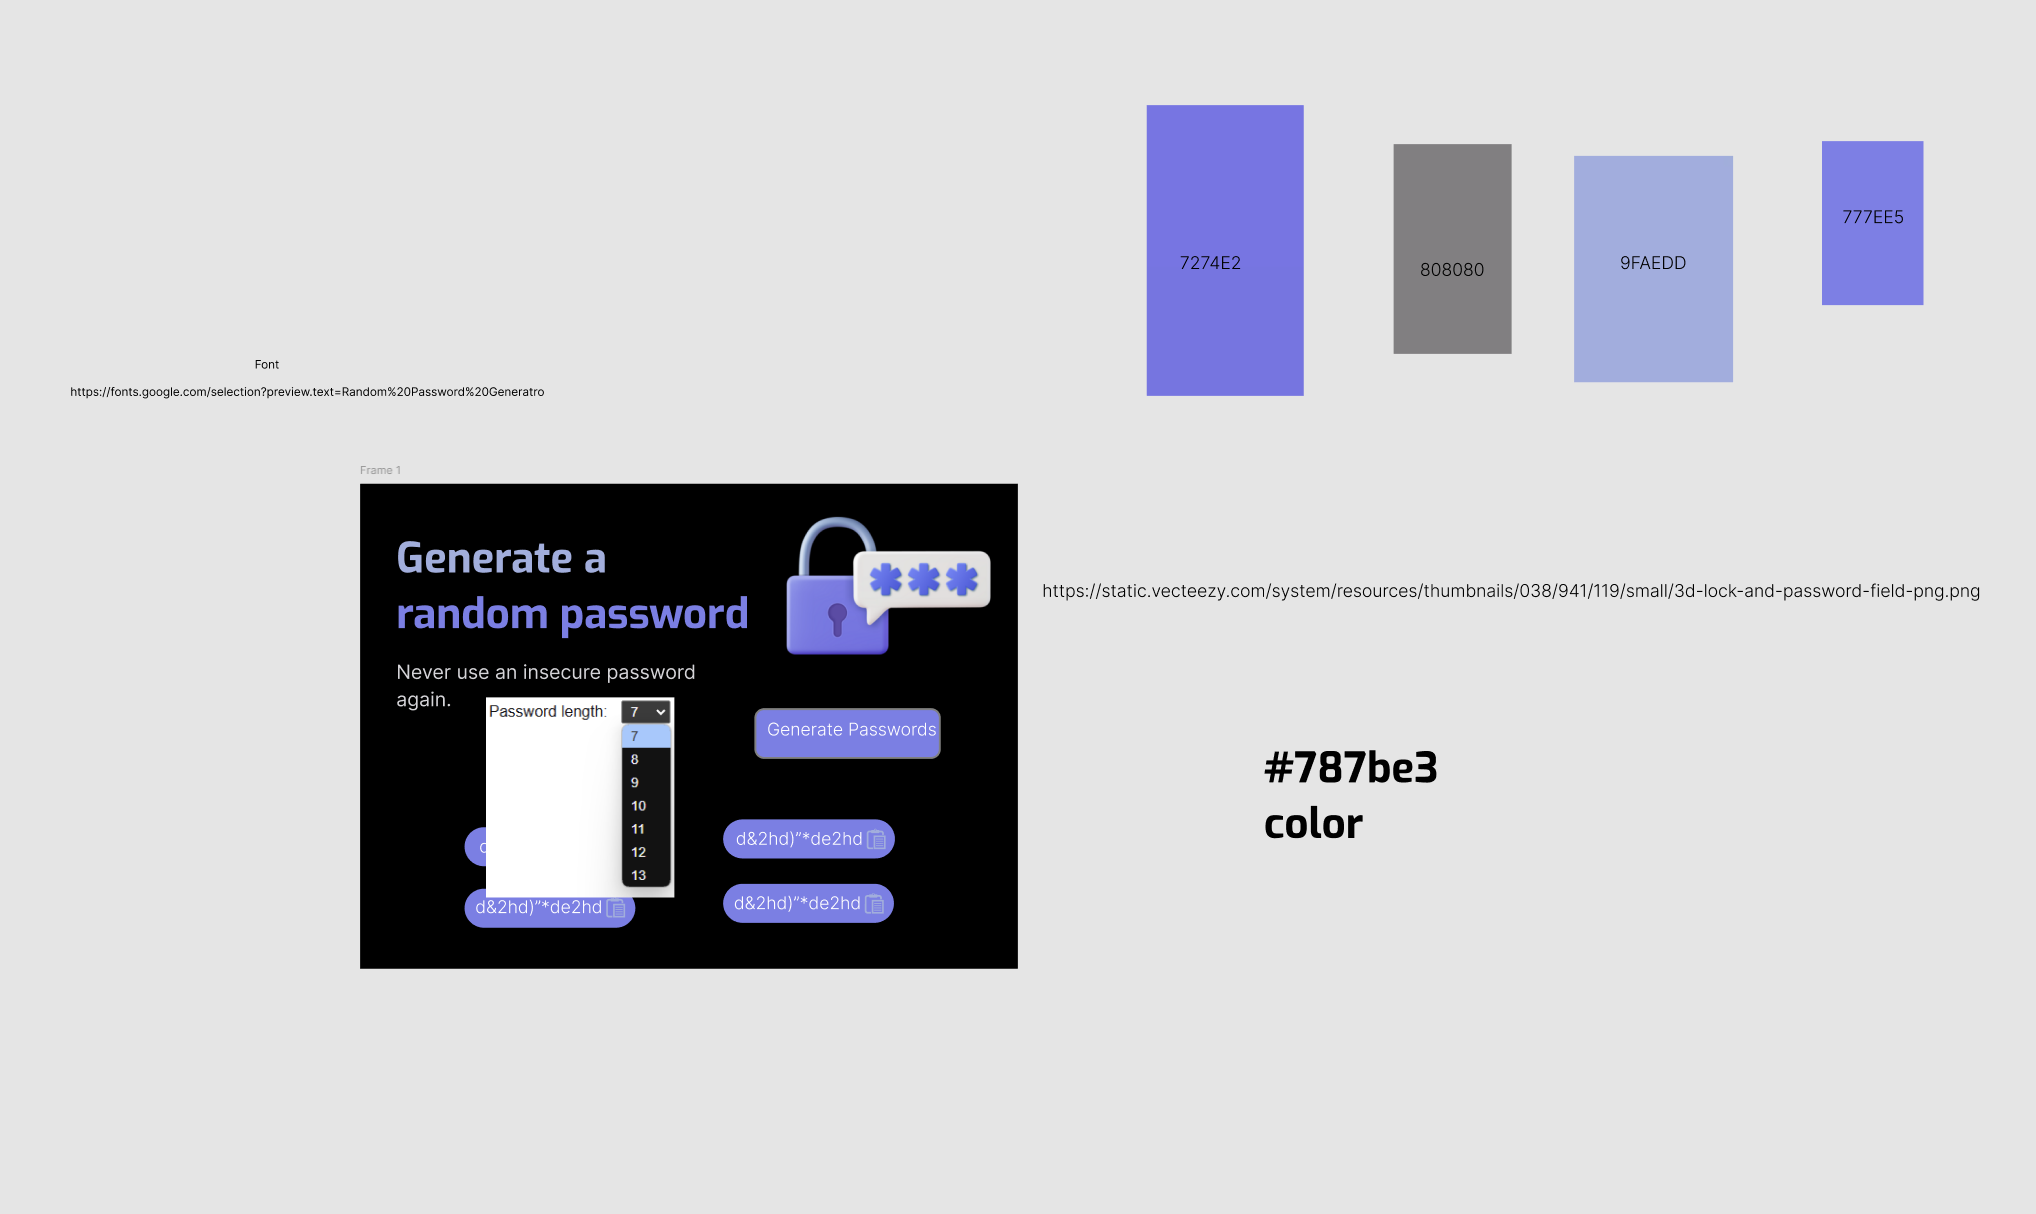 7274E2
808080
9FAEDD
777EE5
Font
https://fonts.google.com/selection?preview.text=Random%20Password%20Generatro
Frame 1
Generate a
random password
Never use an insecure password
again.
Password length:
7
7
8
9
10
11
12
13
Generate Passwords
d&2hd)”*de2hd
d&2hd)”*de2hd
d&2hd)”*de2hd
https://static.vecteezy.com/system/resources/thumbnails/038/941/119/small/3d-lock-and-password-field-png.png
#787be3
color